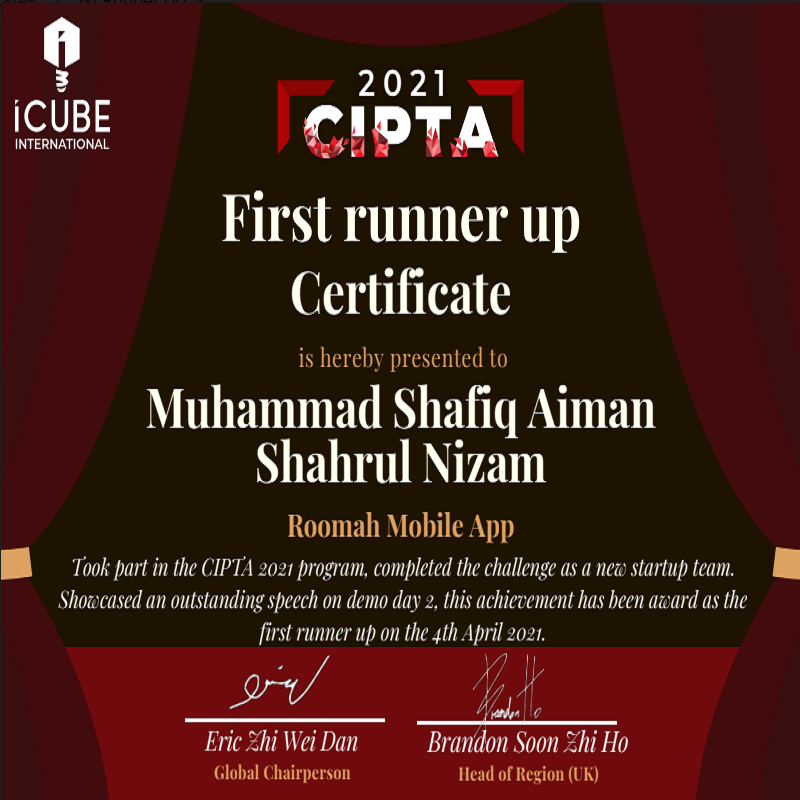 iCUBE
INTERNATIONAL
2021
CIPTA
First runner up
Certificate
is hereby presented to
Muhammad Shafiq Aiman
Shahrul Nizam
Roomah Mobile App
Took part in the CIPTA 2021 program, completed the challenge as a new startup team.
Showcased an outstanding speech on demo day 2, this achievement has been award as the
first runner up on the 4th April 2021.
Brandon Ho
Eric Zhi Wei Dan
Brandon Soon Zhi Ho
Global Chairperson
Head of Region (UK)